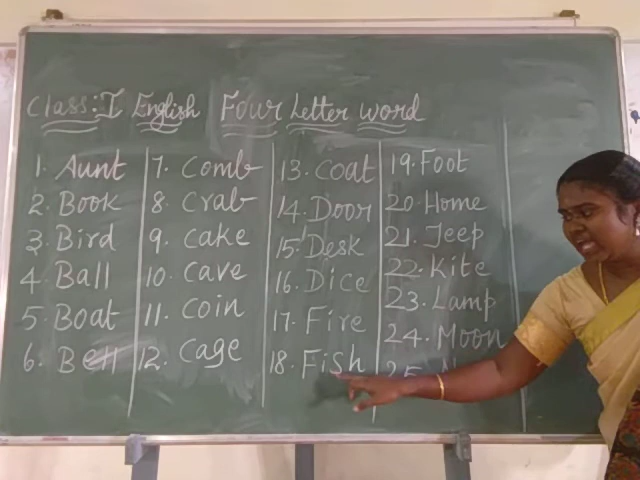 Class: I English Four Letter word
1. Aunt
2. Book
3. Bird
4. Ball
5. Boat
6. Bell
7. Comb
8. Crab
9. Cake
10. Cave
11. Coin
12. Cage
13. Coat
14. Door
15. Desk
16. Dice
17. Fire
18. Fish
19. Foot
20. Home
21. Jeep
22. Kite
23. Lamp
24. Moon
25.